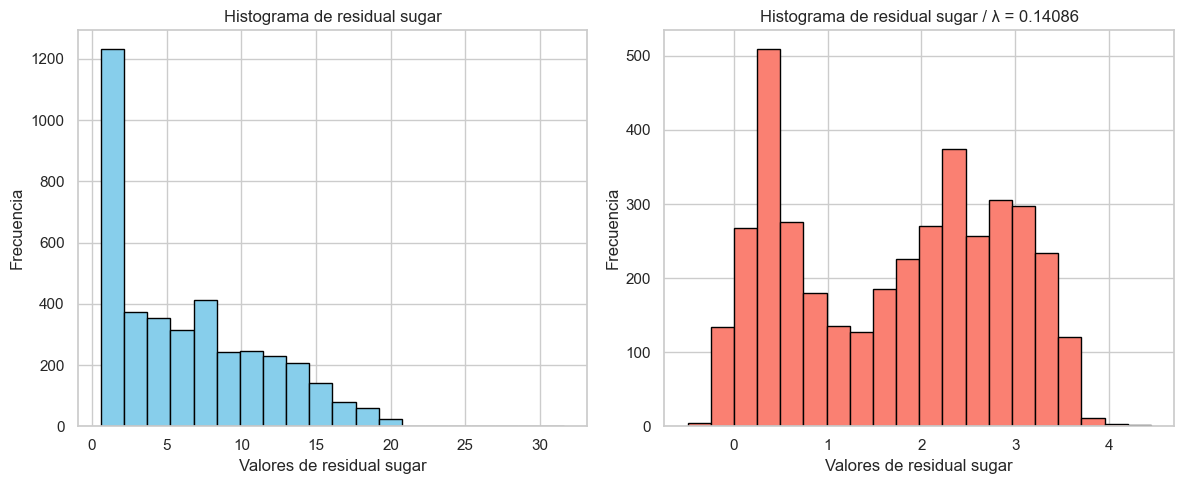 Histograma de residual sugar
Frecuencia
1200
1000
800
600
400
200
0
0 5 10 15 20 25 30
Valores de residual sugar
Histograma de residual sugar / λ = 0.14086
Frecuencia
500
400
300
200
100
0
0 1 2 3 4
Valores de residual sugar